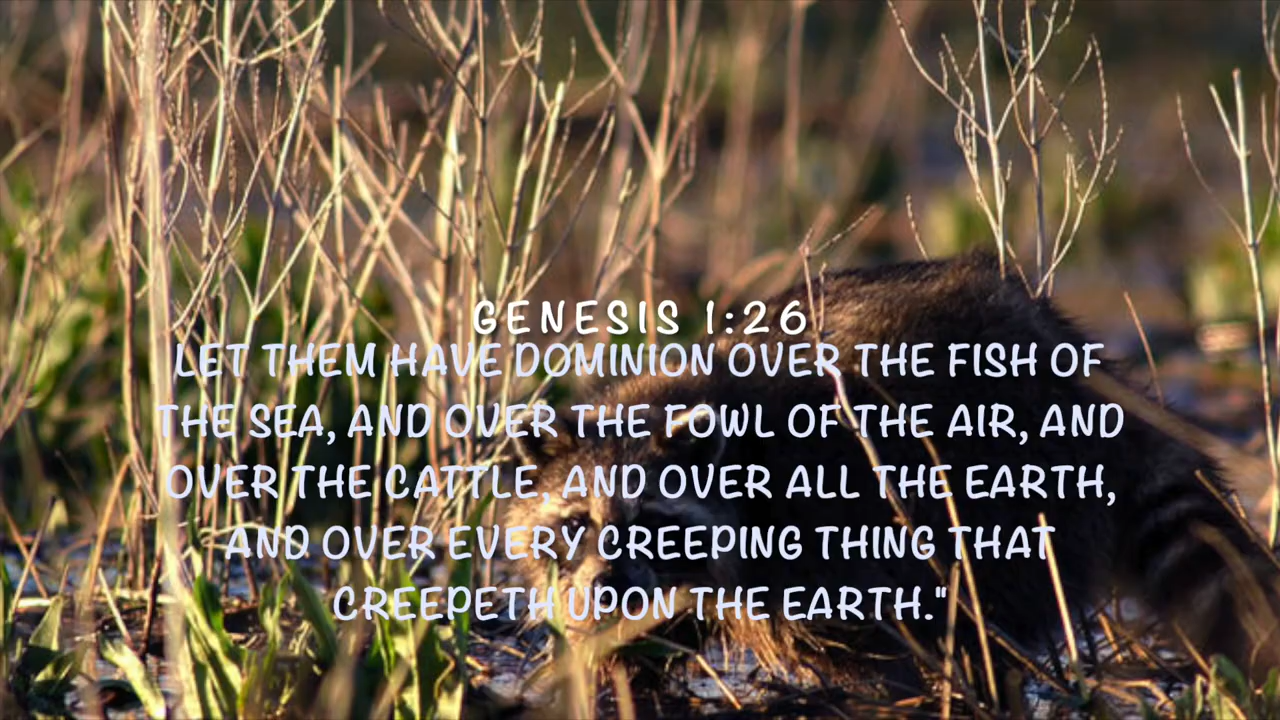 GENESIS 1:26
LET THEM HAVE DOMINION OVER THE FISH OF
THE SEA, AND OVER THE FOWL OF THE AIR, AND
OVER THE CATTLE, AND OVER ALL THE EARTH,
AND OVER EVERY CREEPING THING THAT
CREEPETH UPON THE EARTH."